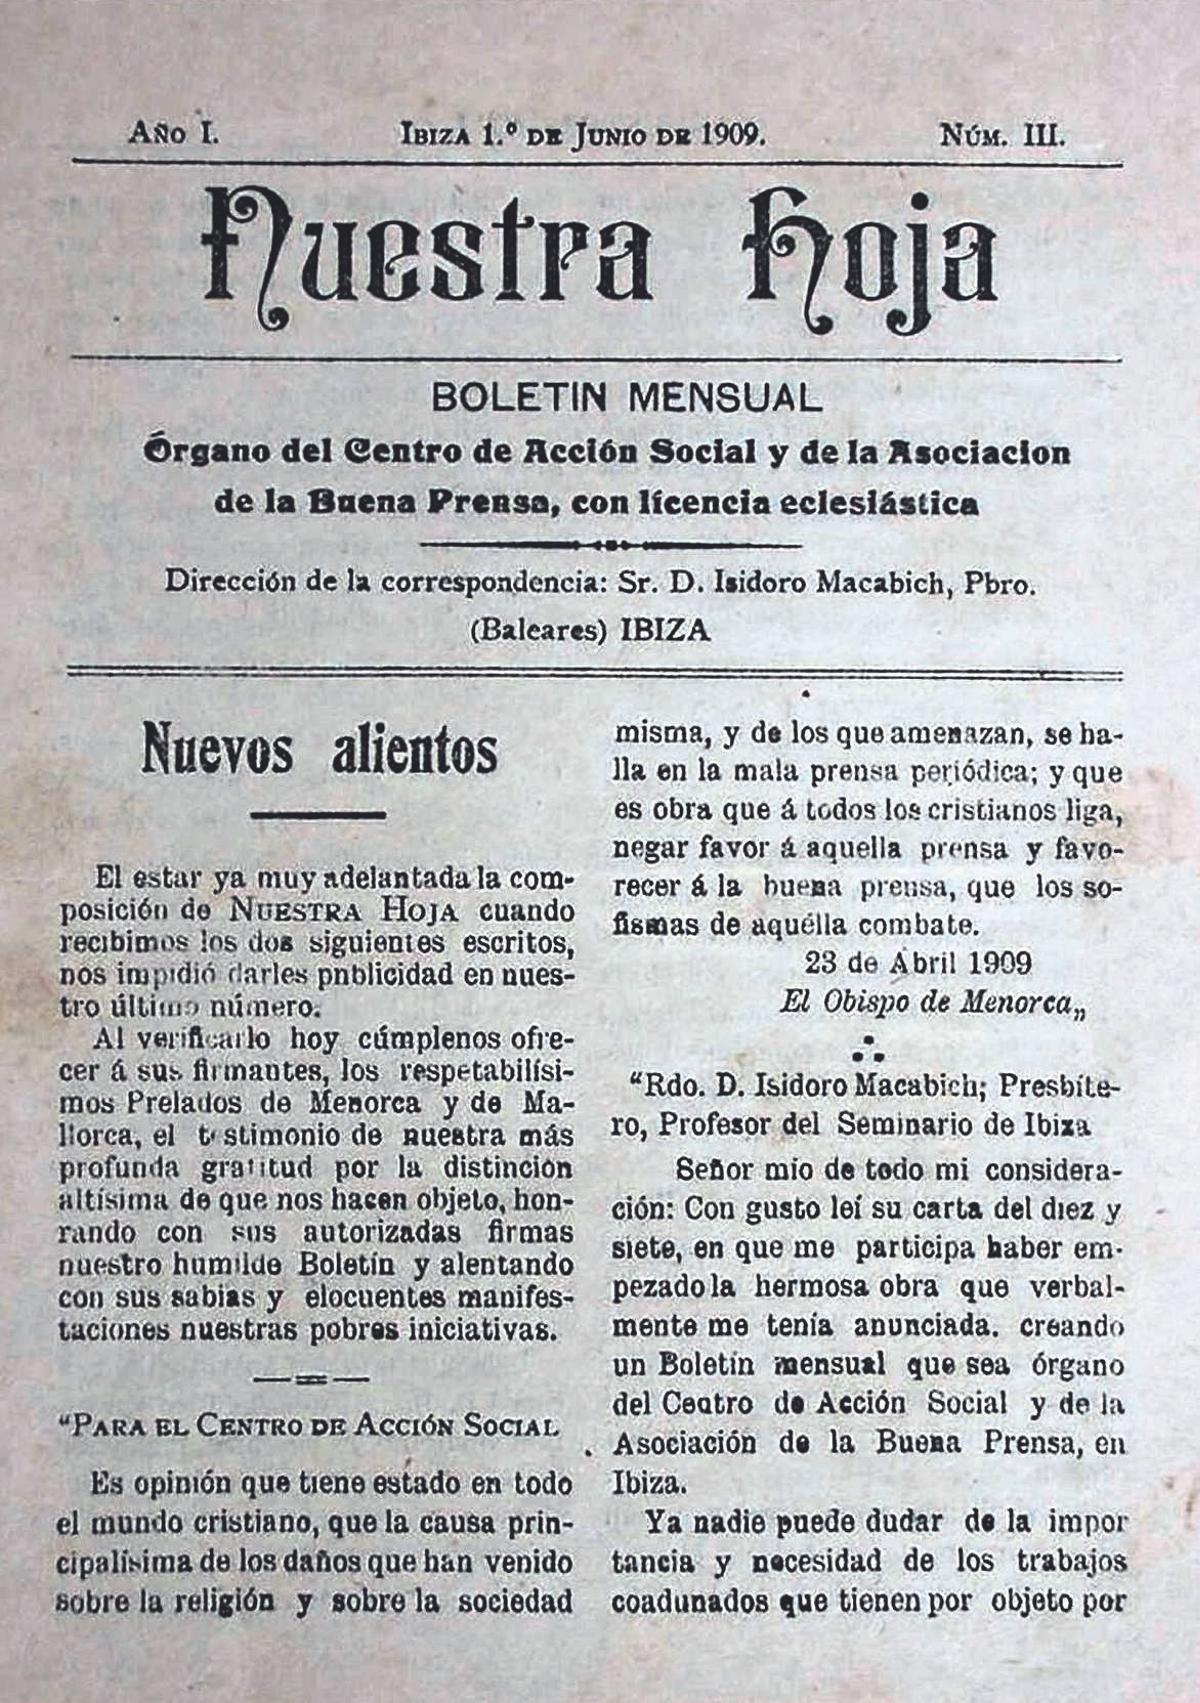 Año I.
Ibiza 1.º de Junio de 1909.
Núm. III.
Nuestra Hoja
BOLETIN MENSUAL
Órgano del Centro de Acción Social y de la Asociacion
de la Buena Prensa, con licencia eclesiástica
Dirección de la correspondencia: Sr. D. Isidoro Macabich, Pbro.
(Baleares) IBIZA
Nuevos alientos
El estar ya muy adelantada la com-
posición de NUESTRA HOJA cuando
recibimos los dos siguientes escritos,
nos impidió darles pnblicidad en nues-
tro último número.
Al verificarlo hoy cúmplenos ofre-
cer á sus firmantes, los respetabilísi-
mos Prelados de Menorca y de Ma-
llorca, el testimonio de nuestra más
profunda gratitud por la distinción
altísima de que nos hacen objeto, hon-
rando con sus autorizadas firmas
nuestro humilde Boletín y alentando
con sus sabias y elocuentes manifes-
taciones nuestras pobres iniciativas.
“PARA EL CENTRO DE ACCIÓN SOCIAL
Es opinión que tiene estado en todo
el mundo cristiano, que la causa prin-
cipalísima de los daños que han venido
sobre la religión y sobre la sociedad
misma, y de los que amenazan, se ha-
lla en la mala prensa periódica; y que
es obra que á todos los cristianos liga,
negar favor á aquella prensa y favo-
recer á la buena prensa, que los so-
fismas de aquélla combate.
23 de Abril 1909
El Obispo de Menorca„
“Rdo. D. Isidoro Macabich; Presbíte-
ro, Profesor del Seminario de Ibiza
Señor mio de todo mi considera-
ción: Con gusto leí su carta del diez y
siete, en que me participa haber em-
pezado la hermosa obra que verbal-
mente me tenía anunciada. creando
un Boletín mensual que sea órgano
del Centro de Acción Social y de la
Asociación de la Buena Prensa, en
Ibiza.
Ya nadie puede dudar de la impor
tancia y necesidad de los trabajos
coadunados que tienen por objeto por